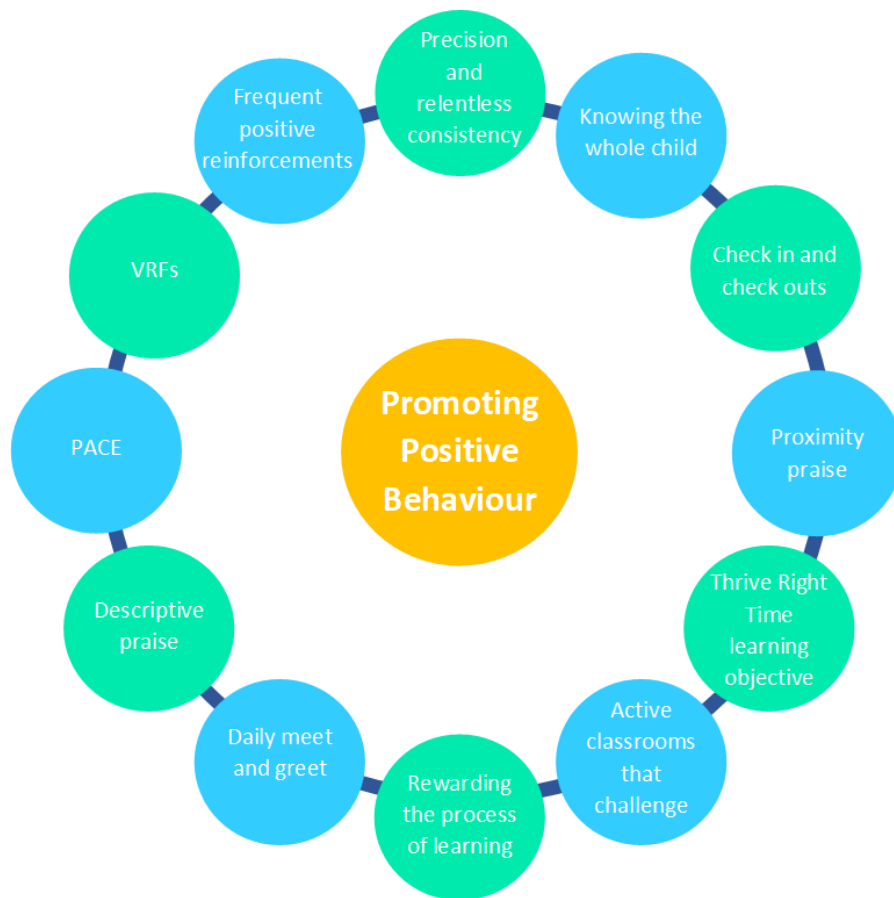 Promoting
Positive
Behaviour
Precision
and
relentless
consistency
Knowing the
whole child
Check in and
check outs
Proximity
praise
Thrive Right
Time
learning
objective
Active
classrooms
that
challenge
Rewarding
the process
of learning
Daily meet
and greet
Descriptive
praise
PACE
VRFs
Frequent
positive
reinforcements